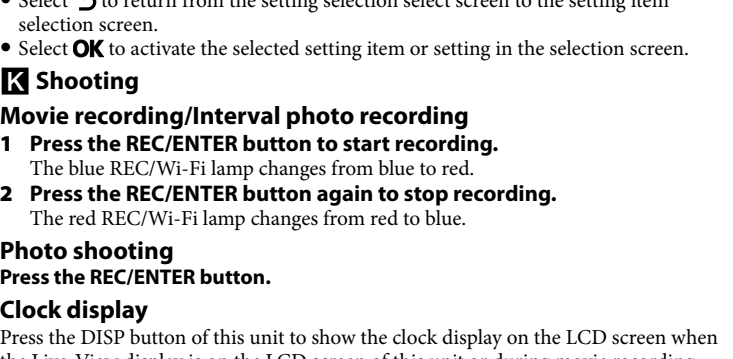 • Select to return from the setting selection select screen to the setting item
selection screen.
• Select OK to activate the selected setting item or setting in the selection screen.
K Shooting
Movie recording/Interval photo recording
1 Press the REC/ENTER button to start recording.
The blue REC/Wi-Fi lamp changes from blue to red.
2 Press the REC/ENTER button again to stop recording.
The red REC/Wi-Fi lamp changes from red to blue.
Photo shooting
Press the REC/ENTER button.
Clock display
Press the DISP button of this unit to show the clock display on the LCD screen when
the Live-View display is on the LCD screen of this unit or during movie recording